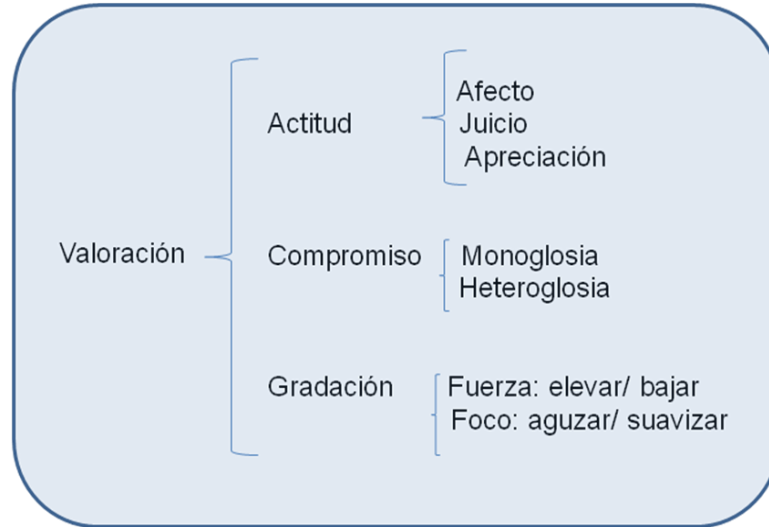 Valoración
Actitud
Afecto
Juicio
Apreciación
Compromiso
Monoglosia
Heteroglosia
Gradación
Fuerza: elevar/ bajar
Foco: aguzar/ suavizar